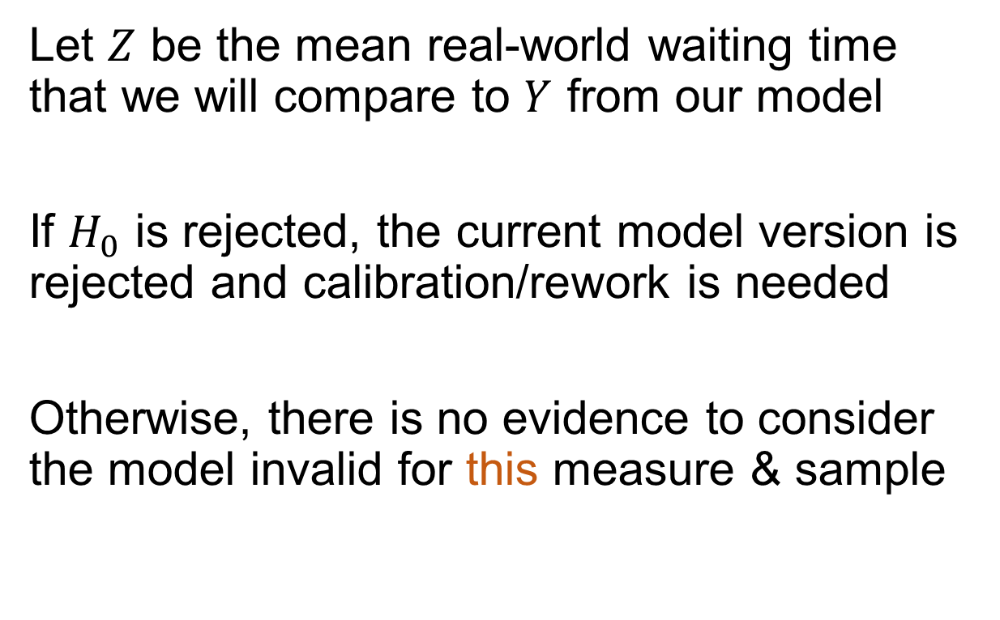 Let Z be the mean real-world waiting time
that we will compare to Y from our model
If H₀ is rejected, the current model version is
rejected and calibration/rework is needed
Otherwise, there is no evidence to consider
the model invalid for this measure & sample